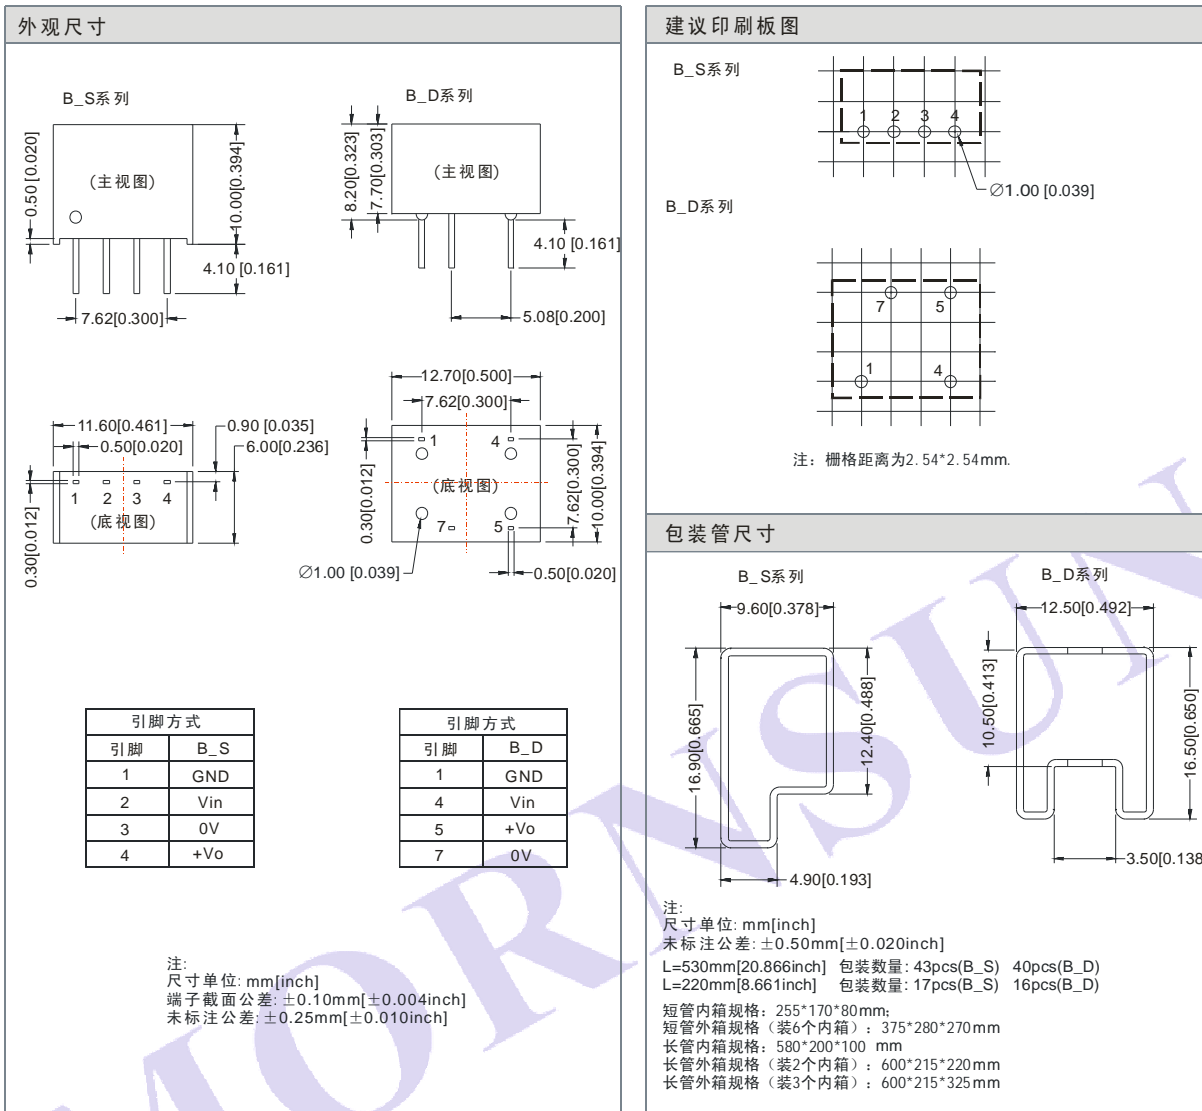 外观尺寸
B_S系列
B_D系列
0.50 [0.020]
(主视图)
10.00[0.394]
4.10 [0.161]
7.62[0.300]
8.20[0.323]
7.70[0.303]
(主视图)
4.10 [0.161]
5.08[0.200]
11.60[0.461]
0.50[0.020]
0.90 [0.035]
6.00[0.236]
0.30[0.012]
1 2 3 4
(底视图)
12.70[0.500]
7.62[0.300]
1 4
0.30[0.012]
(底视图)
7.62[0.300]
10.00[0.394]
7 5
∅1.00 [0.039]
0.50[0.020]
引脚方式
引脚 B_S
1 GND
2 Vin
3 0V
4 +Vo
引脚方式
引脚 B_D
1 GND
4 Vin
5 +Vo
7 0V
注:
尺寸单位: mm[inch]
端子截面公差: ±0.10mm[±0.004inch]
未标注公差: ±0.25mm[±0.010inch]
建议印刷板图
B_S系列
1 2 3 4
∅1.00 [0.039]
B_D系列
7 5
1 4
注: 栅格距离为2.54*2.54mm.
包装管尺寸
B_S系列
B_D系列
9.60[0.378]
16.90[0.665]
12.40[0.488]
4.90[0.193]
12.50[0.492]
10.50[0.413]
16.50[0.650]
3.50[0.138
注:
尺寸单位: mm[inch]
未标注公差: ±0.50mm[±0.020inch]
L=530mm[20.866inch] 包装数量: 43pcs(B_S) 40pcs(B_D)
L=220mm[8.661inch] 包装数量: 17pcs(B_S) 16pcs(B_D)
短管内箱规格: 255*170*80mm;
短管外箱规格（装6个内箱）: 375*280*270mm
长管内箱规格: 580*200*100 mm
长管外箱规格（装2个内箱）: 600*215*220mm
长管外箱规格（装3个内箱）: 600*215*325mm
MORNSUN